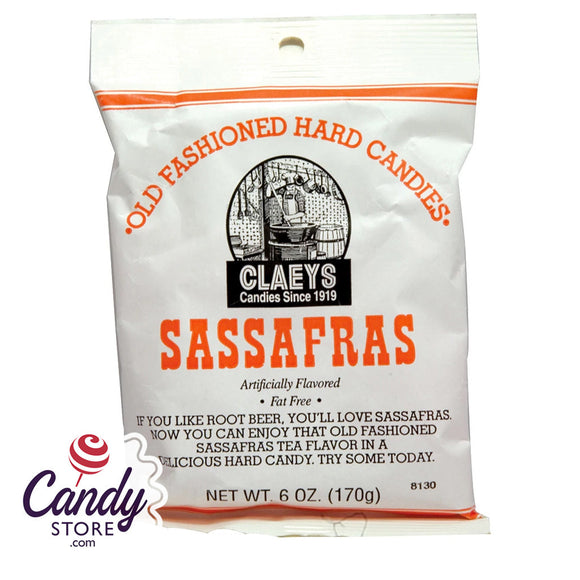 •OLD FASHIONED HARD CANDIES•
CLAEYS
Candies Since 1919
SASSAFRAS
Artificially Flavored
• Fat Free •
IF YOU LIKE ROOT BEER, YOU'LL LOVE SASSAFRAS.
NOW YOU CAN ENJOY THAT OLD FASHIONED
SASSAFRAS TEA FLAVOR IN A
ELICIOUS HARD CANDY. TRY SOME TODAY.
NET WT. 6 OZ. (170g)
8130
Candy
STORE
.com